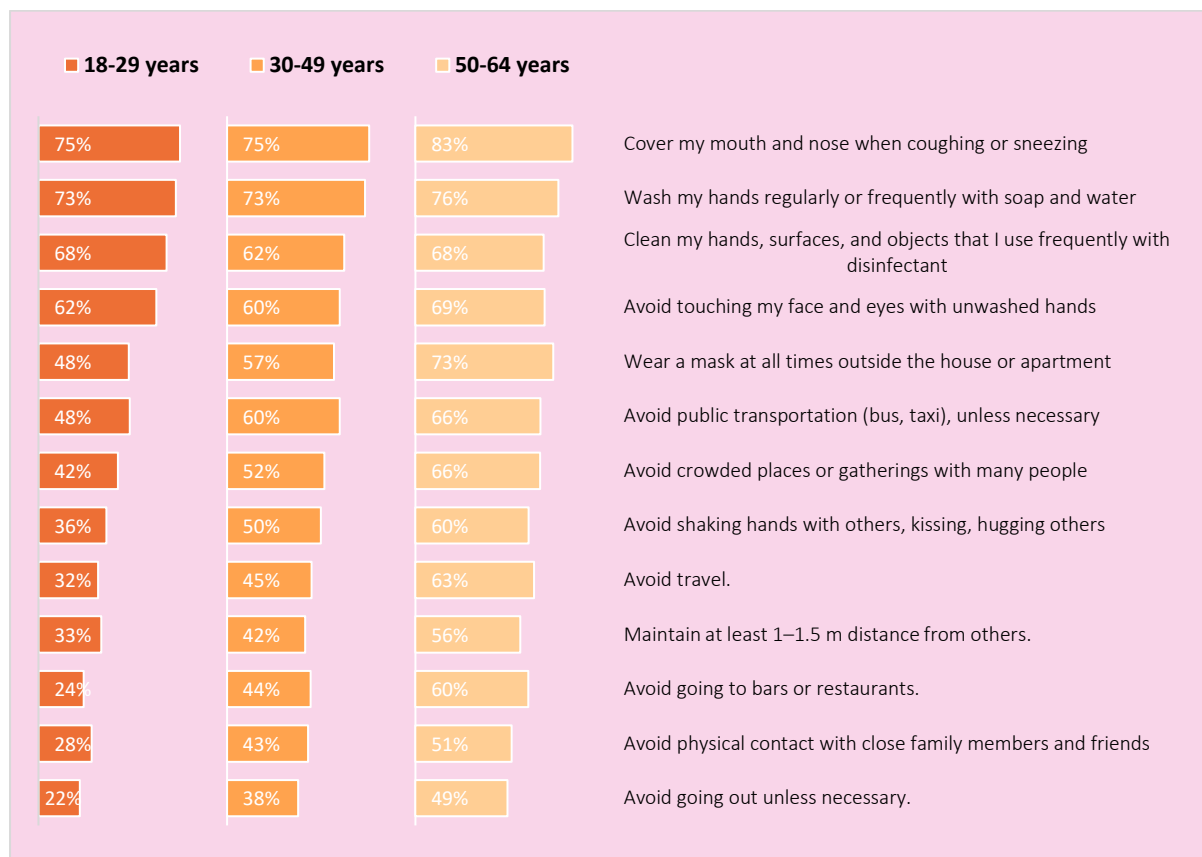 18-29 years 30-49 years 50-64 years
75% 75% 83% Cover my mouth and nose when coughing or sneezing
73% 73% 76% Wash my hands regularly or frequently with soap and water
68% 62% 68% Clean my hands, surfaces, and objects that I use frequently with
disinfectant
62% 60% 69% Avoid touching my face and eyes with unwashed hands
48% 57% 73% Wear a mask at all times outside the house or apartment
48% 60% 66% Avoid public transportation (bus, taxi), unless necessary
42% 52% 66% Avoid crowded places or gatherings with many people
36% 50% 60% Avoid shaking hands with others, kissing, hugging others
32% 45% 63% Avoid travel.
33% 42% 56% Maintain at least 1–1.5 m distance from others.
24% 44% 60% Avoid going to bars or restaurants.
28% 43% 51% Avoid physical contact with close family members and friends
22% 38% 49% Avoid going out unless necessary.